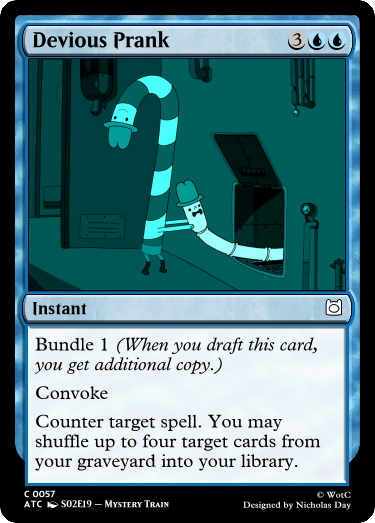 Devious Prank 3
Instant
Bundle 1 (When you draft this card,
you get additional copy.)
Convoke
Counter target spell. You may
shuffle up to four target cards from
your graveyard into your library.
C 0057 © WotC
ATC S02E19 — Mystery Train Designed by Nicholas Day